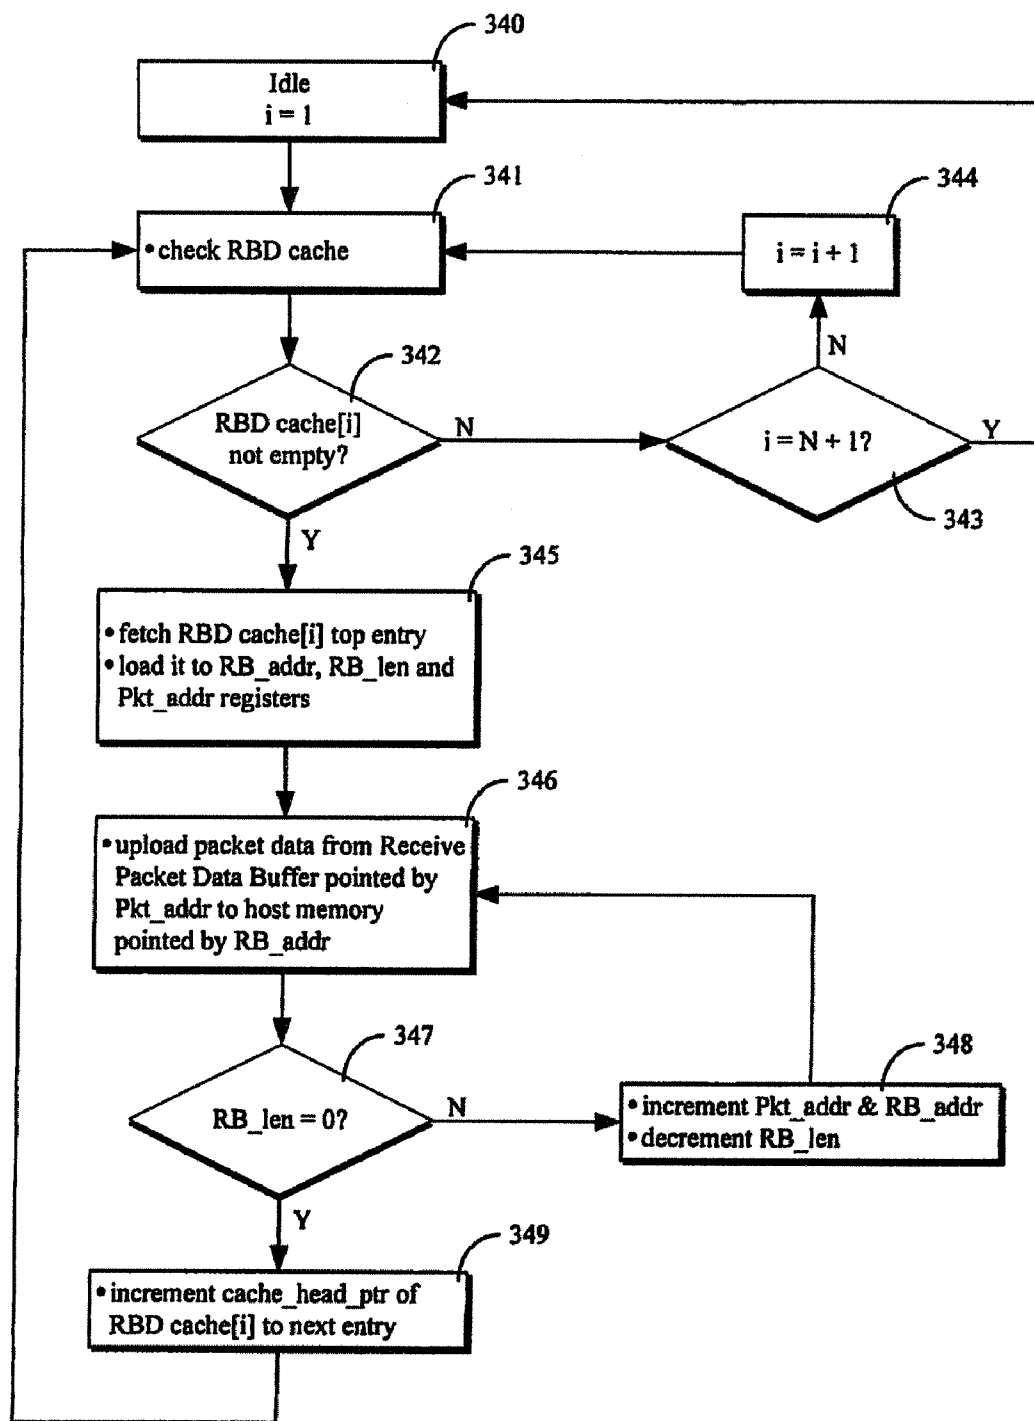 340
Idle
i = 1
341
• check RBD cache
344
i = i + 1
342
RBD cache[i]
not empty?
N
N
i = N + 1?
Y
343
Y
345
• fetch RBD cache[i] top entry
• load it to RB_addr, RB_len and
Pkt_addr registers
346
• upload packet data from Receive
Packet Data Buffer pointed by
Pkt_addr to host memory
pointed by RB_addr
347
RB_len = 0?
N
348
• increment Pkt_addr & RB_addr
• decrement RB_len
Y
349
• increment cache_head_ptr of
RBD cache[i] to next entry